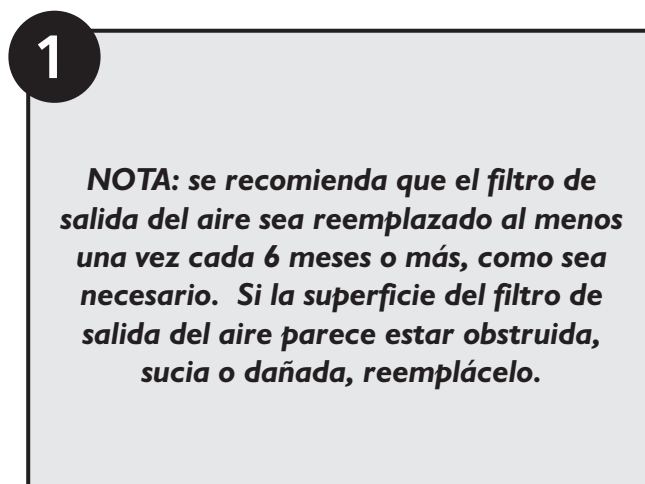 1
NOTA: se recomienda que el filtro de
salida del aire sea reemplazado al menos
una vez cada 6 meses o más, como sea
necesario.  Si la superficie del filtro de
salida del aire parece estar obstruida,
sucia o dañada, reemplácelo.